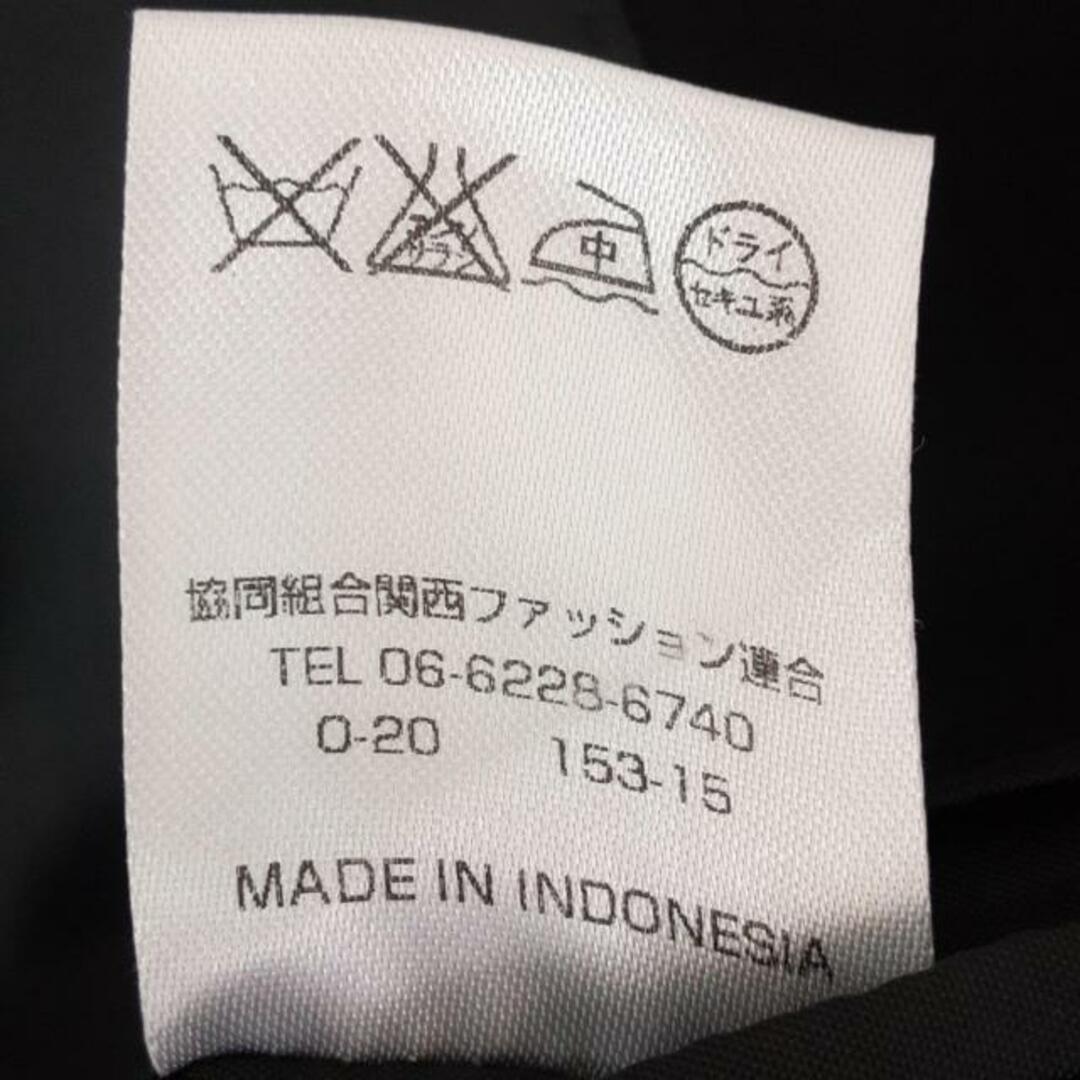 中
ドライ
セキユ系
協同組合関西ファッション連合
TEL 06-6228-6740
0-20 153-15
MADE IN INDONESIA